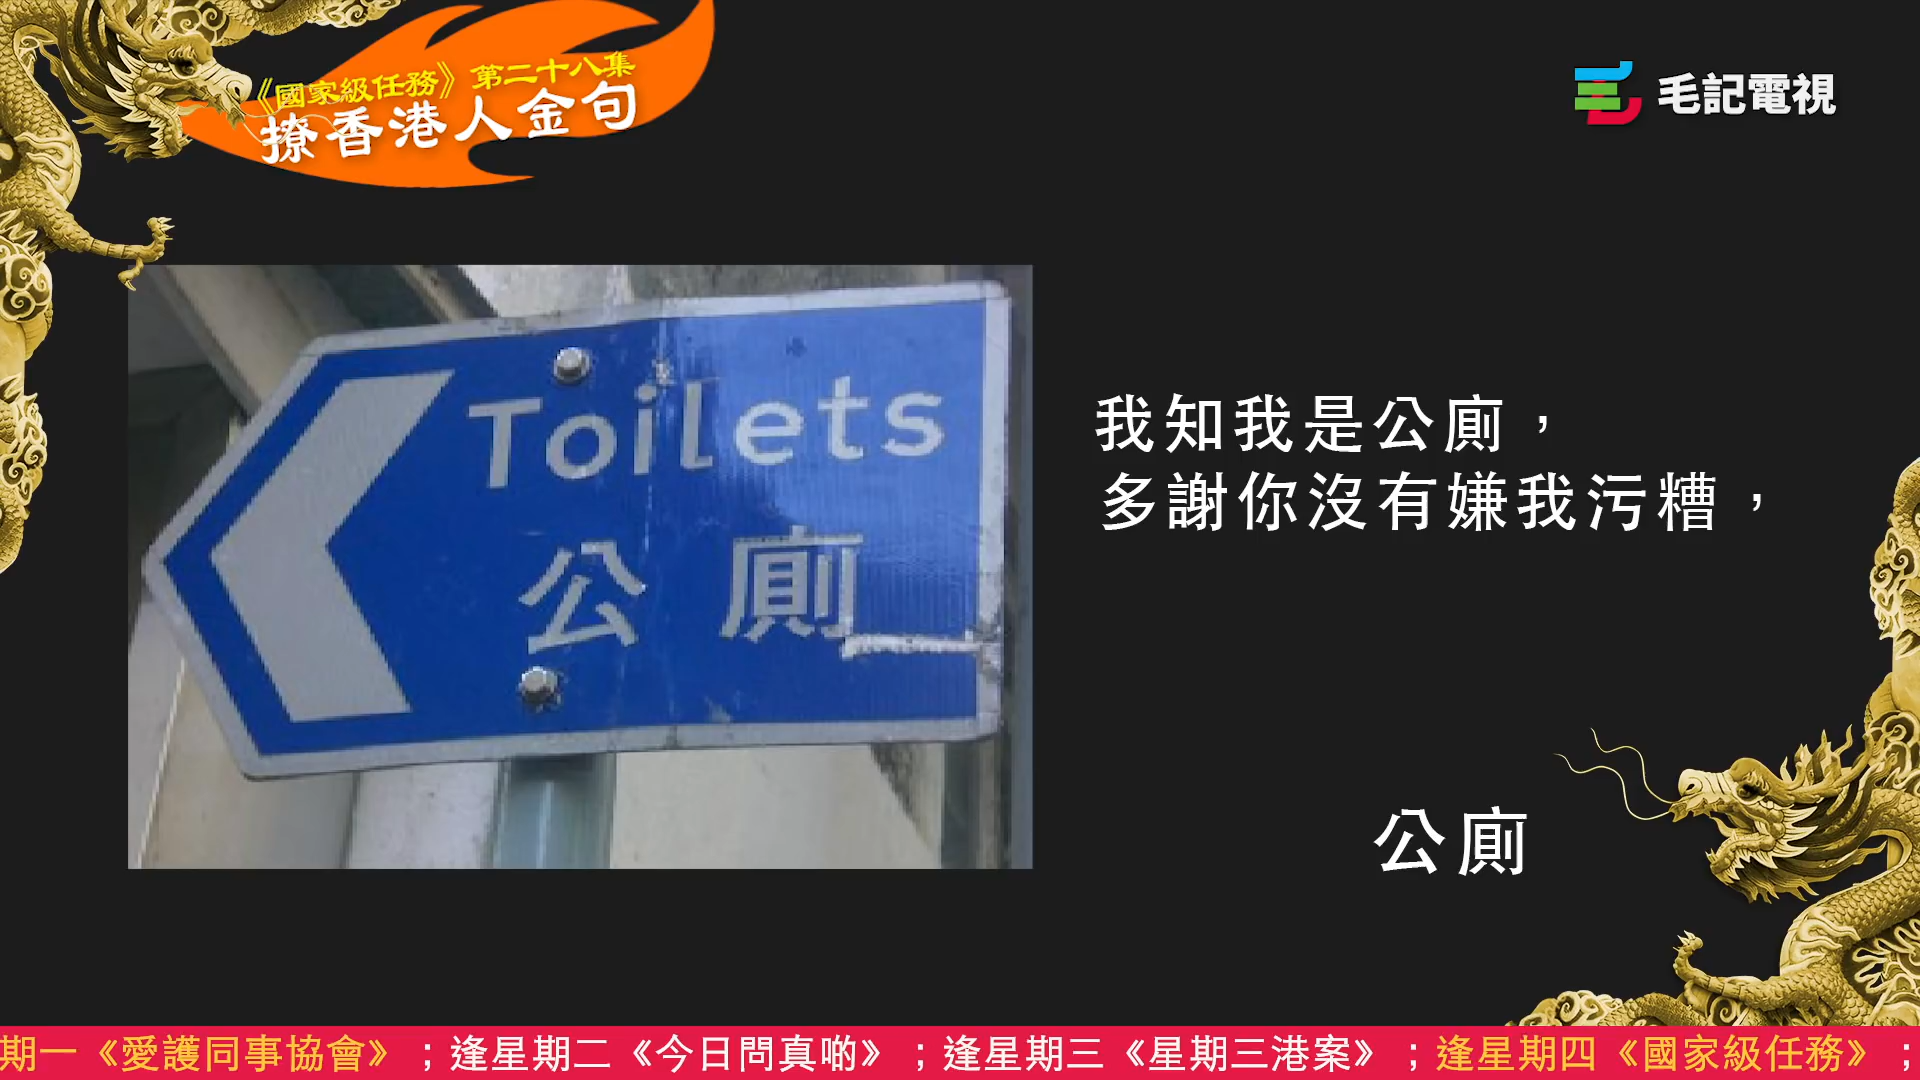 《國家級任務》第二十八集
撩香港人金句
毛記電視
Toilets
公廁
我知我是公廁，
多謝你沒有嫌我污糟，
公廁
期一《愛護同事協會》；逢星期二《今日問真啲》；逢星期三《星期三港案》；逢星期四《國家級任務》；